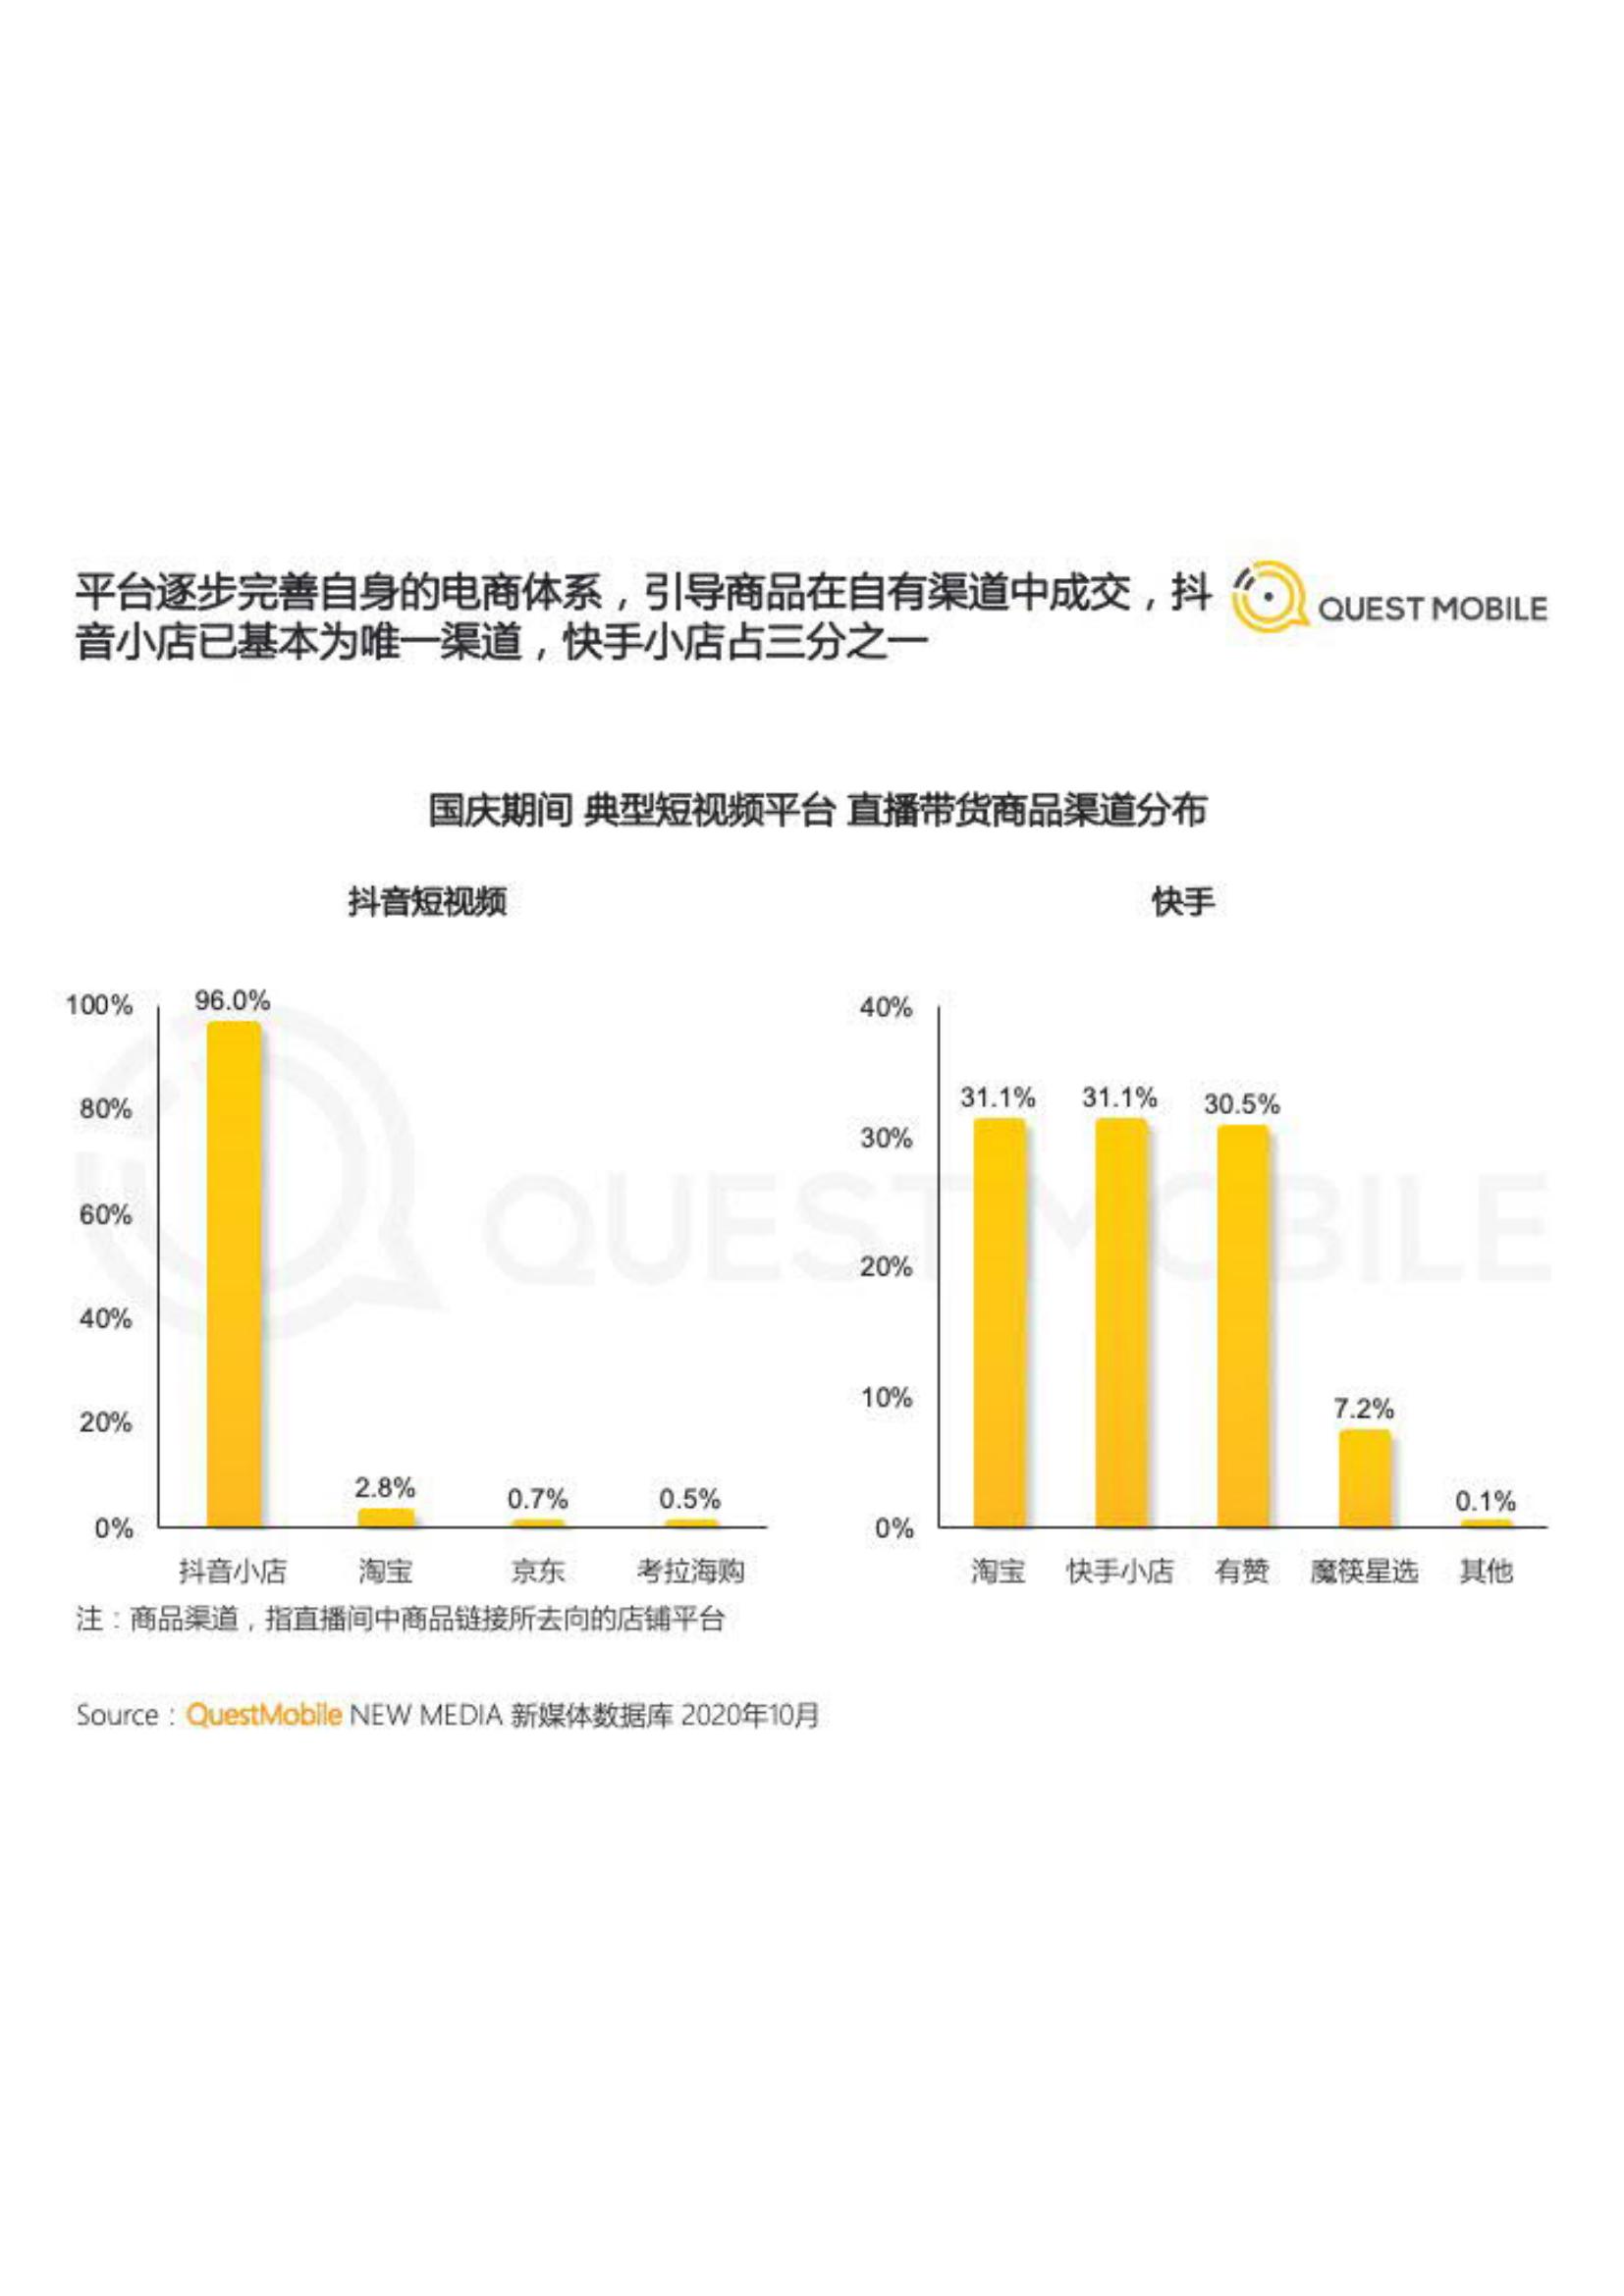 平台逐步完善自身的电商体系，引导商品在自有渠道中成交，抖
音小店已基本为唯一渠道，快手小店占三分之一
QUEST MOBILE
国庆期间 典型短视频平台 直播带货商品渠道分布
抖音短视频
100%
80%
60%
40%
20%
0%
96.0%
2.8%
0.7%
0.5%
抖音小店
淘宝
京东
考拉海购
快手
40%
30%
20%
10%
0%
31.1%
31.1%
30.5%
7.2%
0.1%
淘宝
快手小店
有赞
魔筷星选
其他
QUEST MOBILE
注：商品渠道，指直播间中商品链接所去向的店铺平台
Source：QuestMobile NEW MEDIA 新媒体数据库 2020年10月